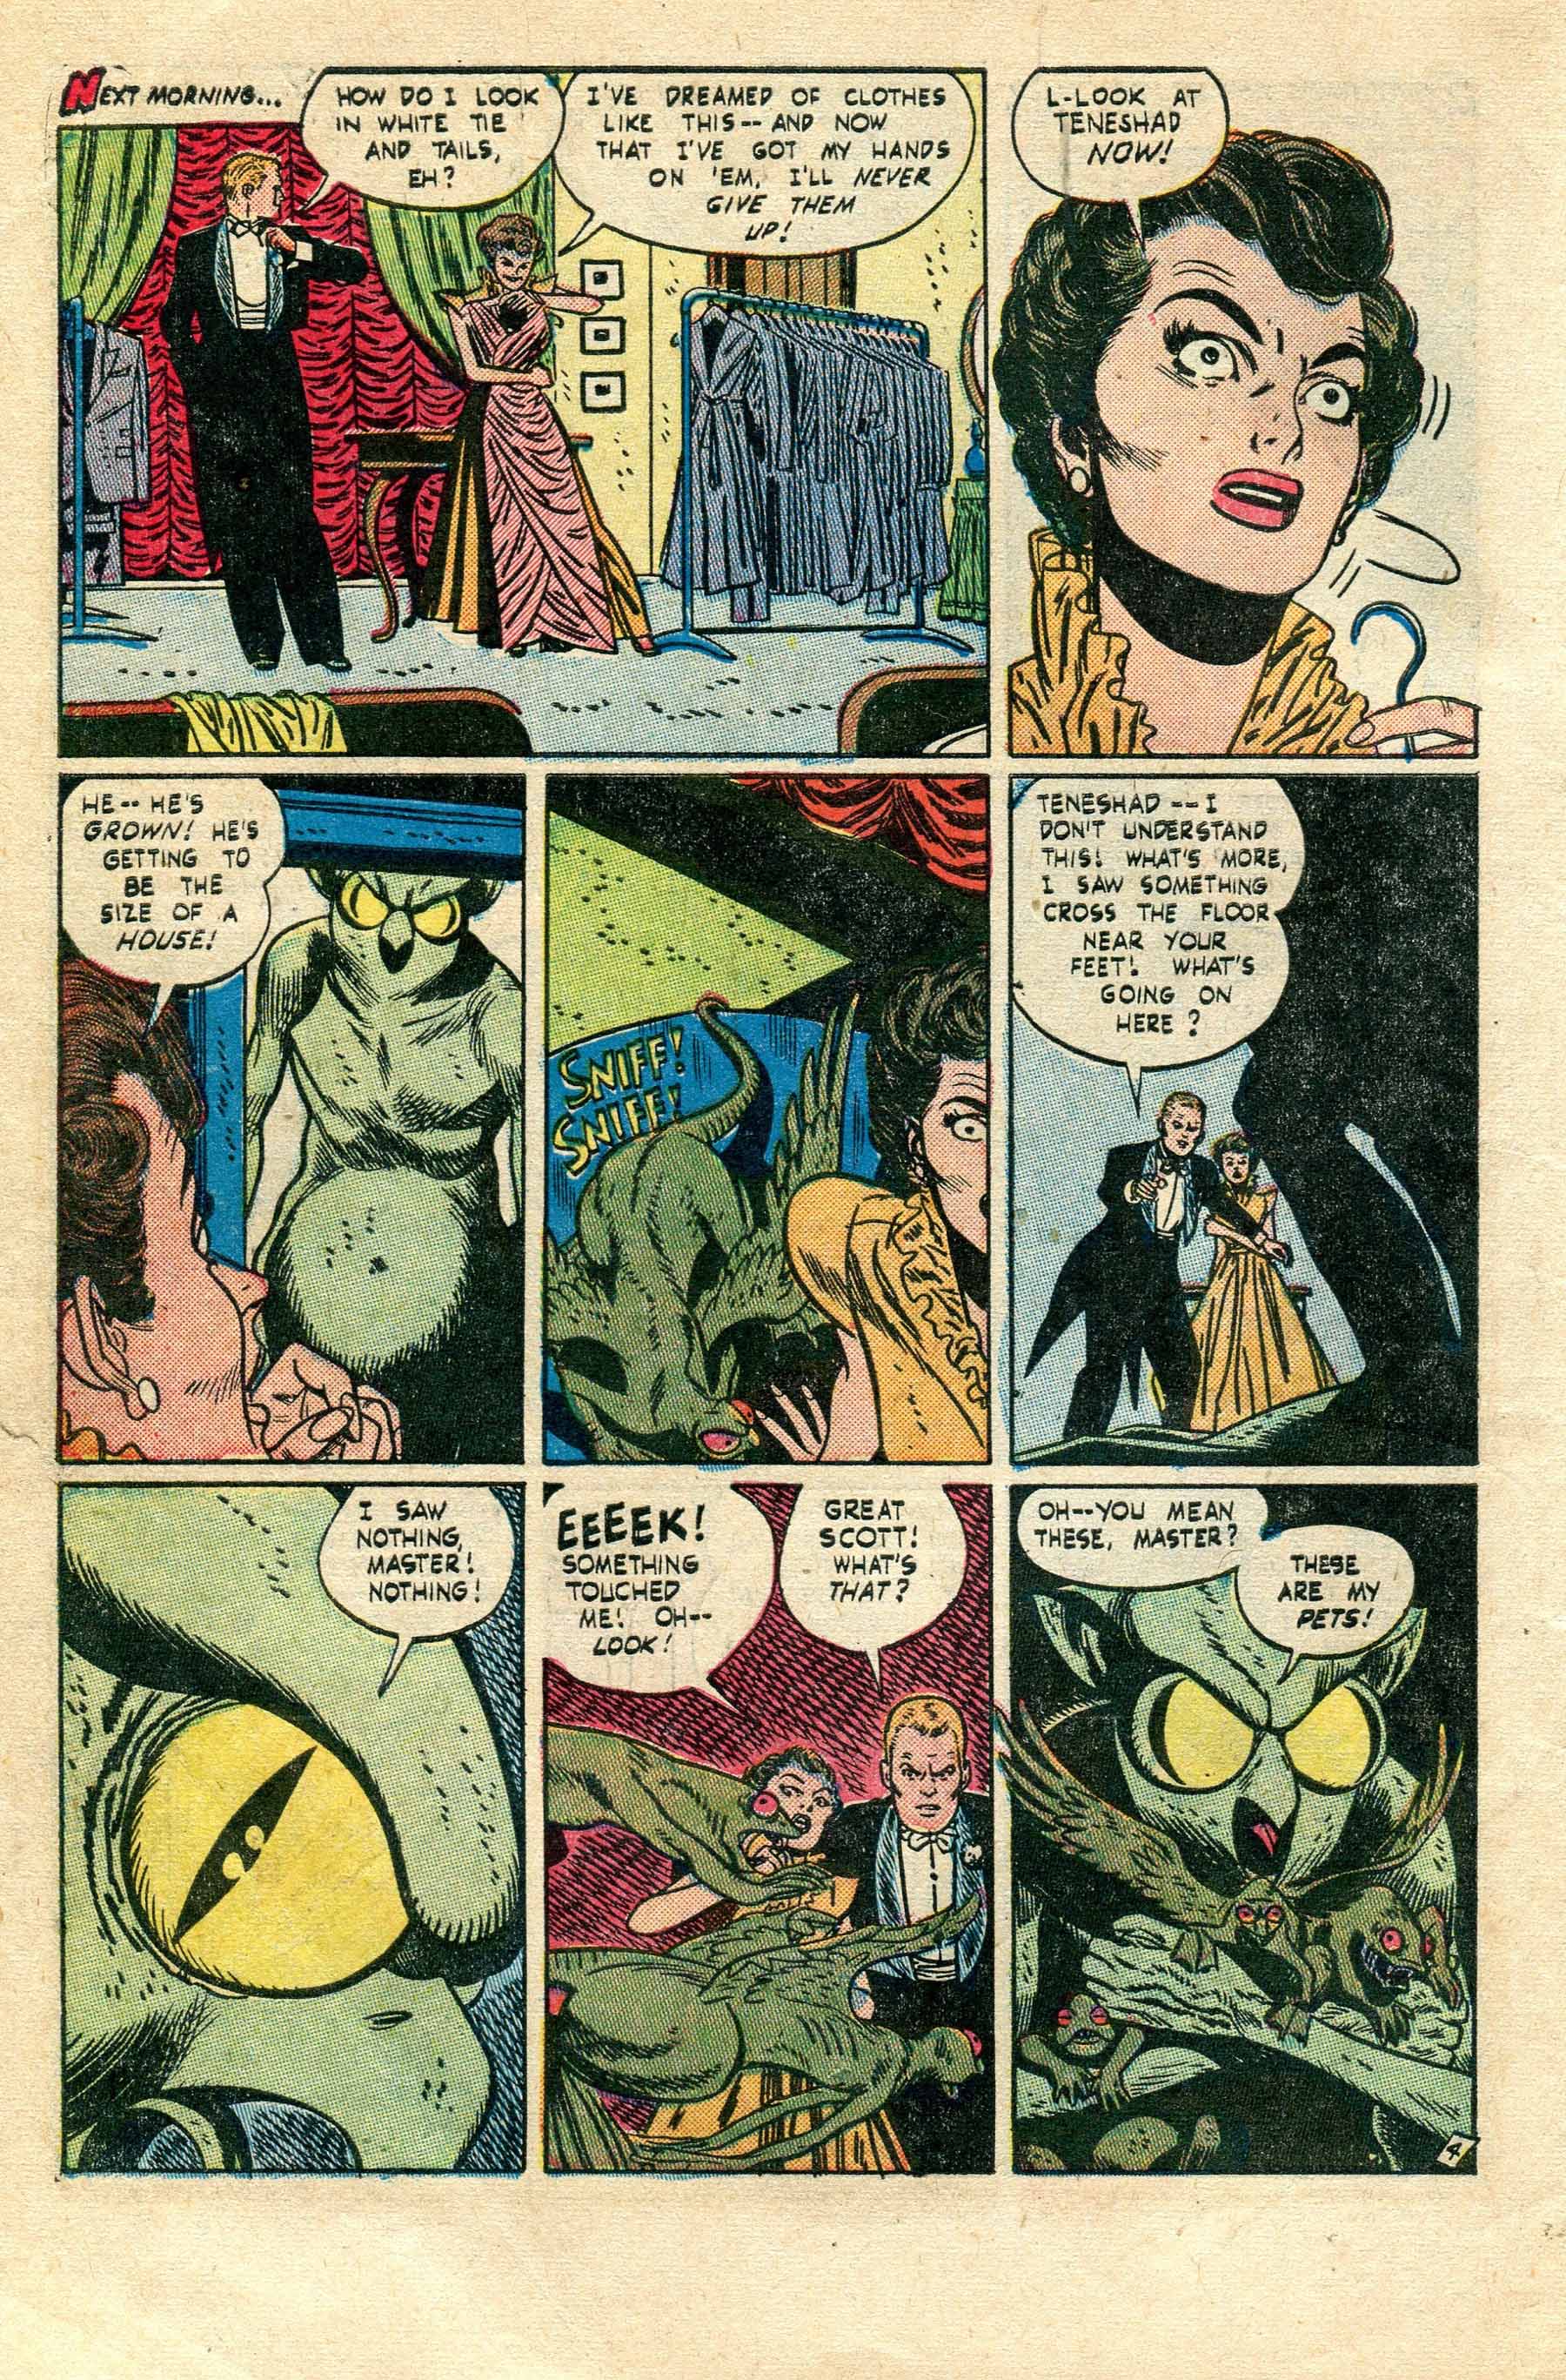 NEXT MORNING...
HOW DO I LOOK
IN WHITE TIE
AND TAILS,
EH?
I'VE DREAMED OF CLOTHES
LIKE THIS -- AND NOW
THAT I'VE GOT MY HANDS
ON 'EM, I'LL NEVER
GIVE THEM
UP!
L-LOOK AT
TENESHAD
NOW!
HE -- HE'S
GROWN! HE'S
GETTING TO
BE THE
SIZE OF A
HOUSE!
SNIFF!
SNIFF!
TENESHAD -- I
DON'T UNDERSTAND
THIS! WHAT'S MORE,
I SAW SOMETHING
CROSS THE FLOOR
NEAR YOUR
FEET! WHAT'S
GOING ON
HERE?
I SAW
NOTHING,
MASTER!
NOTHING!
EEEEK!
SOMETHING
TOUCHED
ME! OH--
LOOK!
GREAT
SCOTT!
WHAT'S
THAT?
OH--YOU MEAN
THESE, MASTER?
THESE
ARE MY
PETS!
4